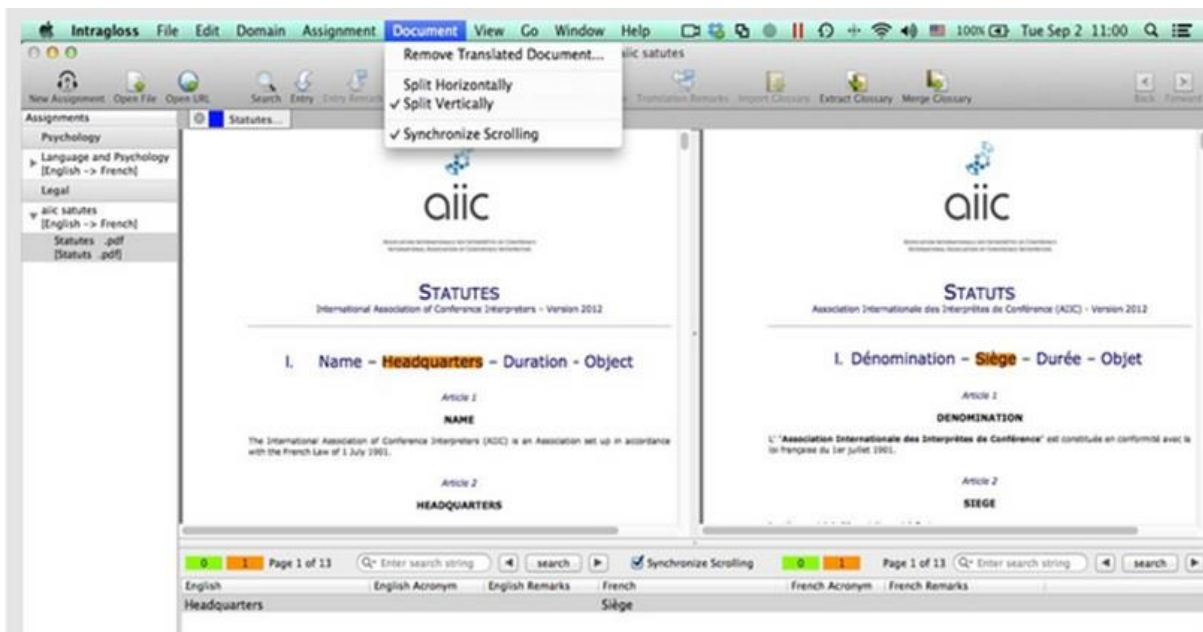 Intragloss File Edit Domain Assignment Document View Go Window Help 100% Tue Sep 2 11:00
aiic satutes
Remove Translated Document...
Split Horizontally
✓ Split Vertically
✓ Synchronize Scrolling
New Assignment Open File Open URL Search Entry Entry Remarks Translation Remarks Import Glossary Extract Glossary Merge Glossary Back Forward
Assignments
Psychology
Language and Psychology
[English -> French]
Legal
aiic satutes
[English -> French]
Statutes .pdf
[Statuts .pdf]
Statutes...
aiic
STATUTES
International Association of Conference Interpreters – Version 2012
I. Name – Headquarters – Duration - Object
Article 1
NAME
The International Association of Conference Interpreters (AIIC) is an Association set up in accordance
with the French Law of 1 July 1901.
Article 2
HEADQUARTERS
aiic
STATUTS
Association Internationale des Interprètes de Conférence (AIIC) - Version 2012
I. Dénomination – Siège – Durée – Objet
Article 1
DENOMINATION
L' "Association Internationale des Interprètes de Conférence" est constituée en conformité avec la
loi française du 1er juillet 1901.
Article 2
SIEGE
0 1 Page 1 of 13 Enter search string search Synchronize Scrolling 0 1 Page 1 of 13 Enter search string search
English English Acronym English Remarks French French Acronym French Remarks
Headquarters Siège